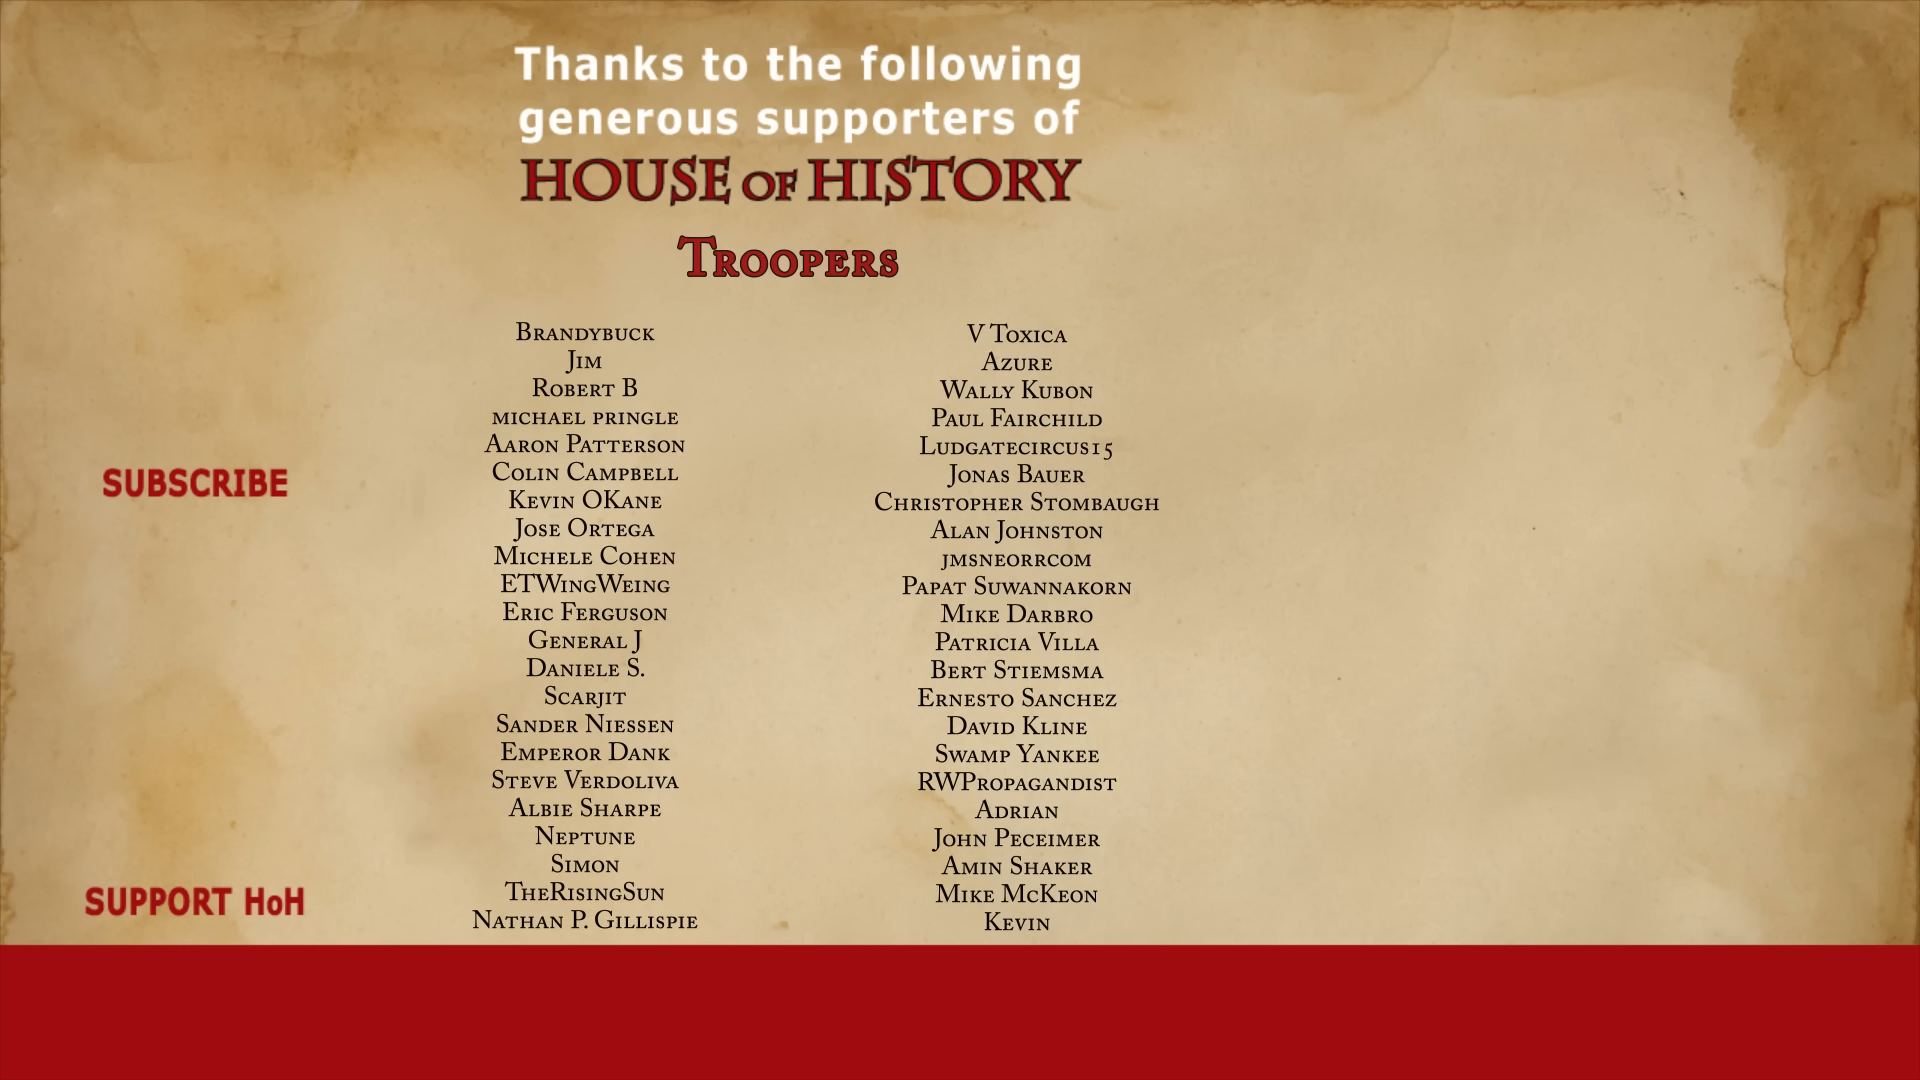 Thanks to the following
generous supporters of
HOUSE OF HISTORY
Troopers
Brandybuck
Jim
Robert B
michael pringle
Aaron Patterson
Colin Campbell
Kevin OKane
Jose Ortega
Michele Cohen
ETWingWeing
Eric Ferguson
General J
Daniele S.
Scarjit
Sander Niessen
Emperor Dank
Steve Verdoliva
Albie Sharpe
Neptune
Simon
TheRisingSun
Nathan P. Gillispie
V Toxica
Azure
Wally Kubon
Paul Fairchild
Ludgatecircus15
Jonas Bauer
Christopher Stombaugh
Alan Johnston
jmsneorrcom
Papat Suwannakorn
Mike Darbro
Patricia Villa
Bert Stiemsma
Ernesto Sanchez
David Kline
Swamp Yankee
RWPropagandist
Adrian
John Peceimer
Amin Shaker
Mike McKeon
Kevin
SUBSCRIBE
SUPPORT HoH